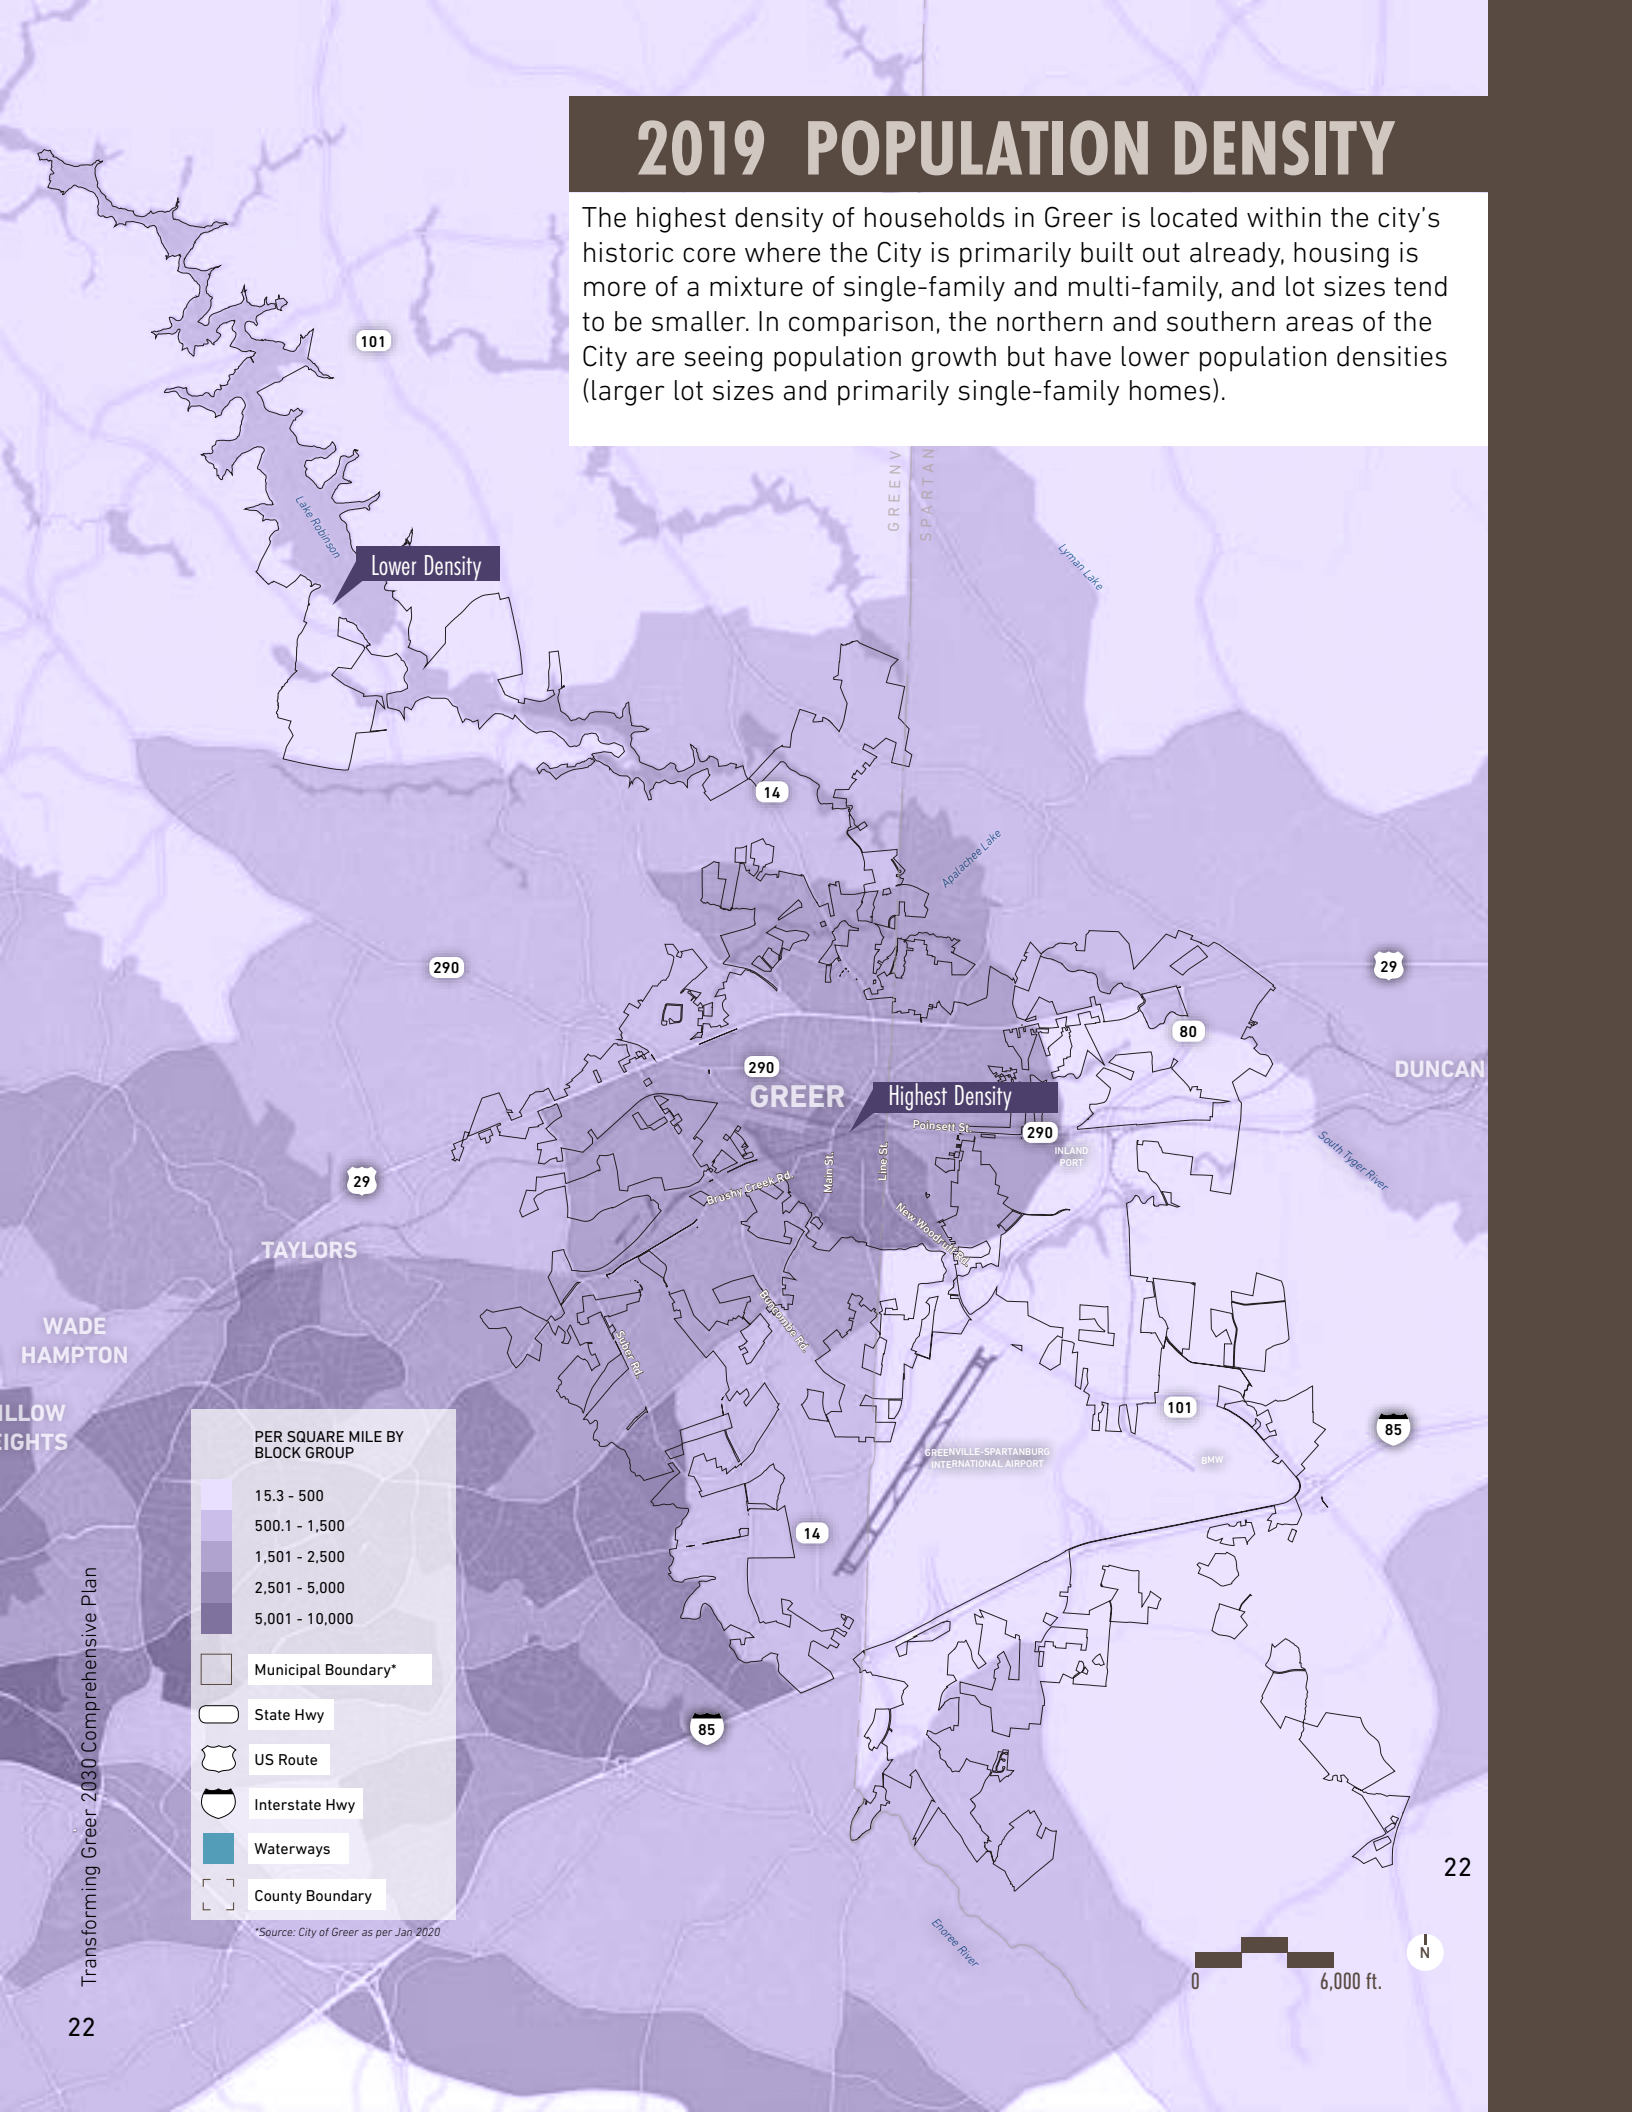 2019 POPULATION DENSITY
The highest density of households in Greer is located within the city's
historic core where the City is primarily built out already, housing is
more of a mixture of single-family and multi-family, and lot sizes tend
to be smaller. In comparison, the northern and southern areas of the
City are seeing population growth but have lower population densities
(larger lot sizes and primarily single-family homes).
101
GREENV
SPARTAN
Lake Robinson
Lyman Lake
Lower Density
14
Apalachee Lake
290
29
80
290
DUNCAN
GREER
Highest Density
Poinsett St.
290
INLAND
PORT
South Tyger River
Main St.
Line St.
29
Brushy Creek Rd.
New Woodruff Rd.
TAYLORS
WADE
HAMPTON
Buncombe Rd.
Suber Rd.
ILLOW
EIGHTS
101
85
GREENVILLE-SPARTANBURG
INTERNATIONAL AIRPORT
BMW
14
85
PER SQUARE MILE BY
BLOCK GROUP
15.3 - 500
500.1 - 1,500
1,501 - 2,500
2,501 - 5,000
5,001 - 10,000
Municipal Boundary*
State Hwy
US Route
Interstate Hwy
Waterways
County Boundary
*Source: City of Greer as per Jan 2020
Enoree River
22
N
0 6,000 ft.
Transforming Greer 2030 Comprehensive Plan
22